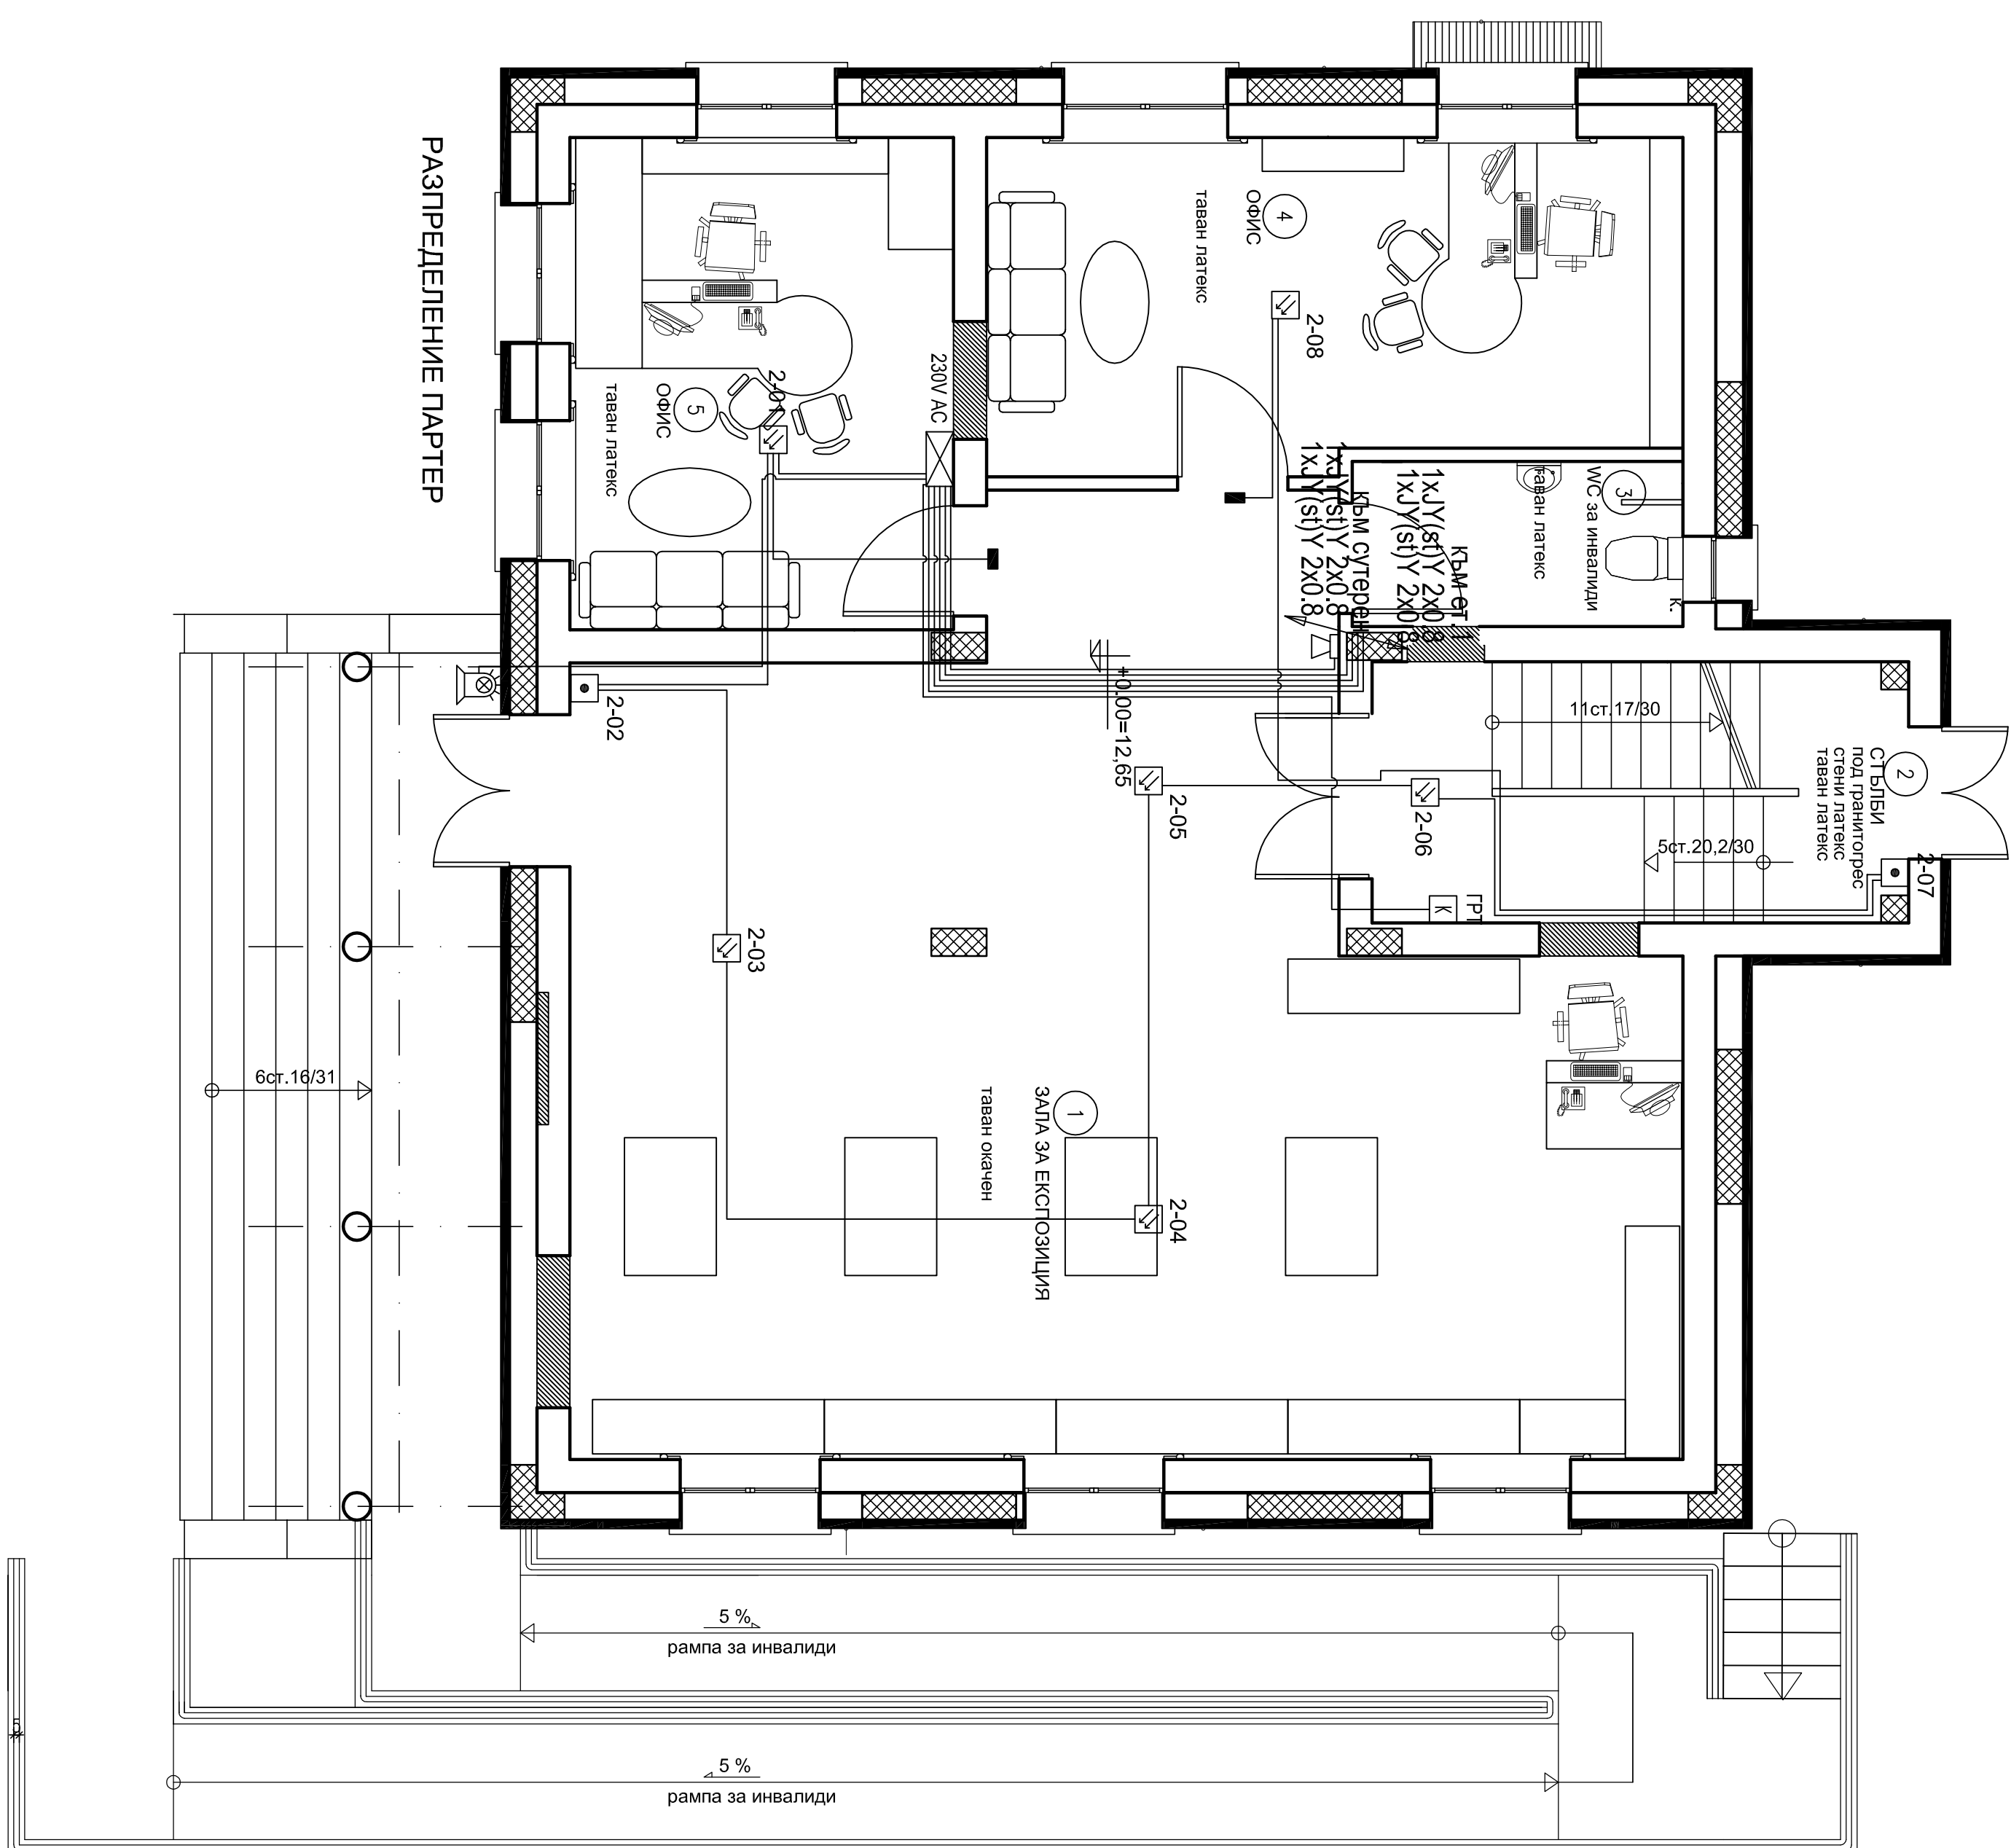 РАЗПРЕДЕЛЕНИЕ ПАРТЕР
4
ОФИС
таван латекс
2-08
230V AC
2-01
5
ОФИС
таван латекс
3
WC за инвалиди
таван латекс
к.
към ет.1
1xJY(st)Y 2x0.8
1xJY(st)Y 2x0.8
към сутерен
1xJY(st)Y 2x0.8
1xJY(st)Y 2x0.8
2-02
+0.00=12,65
11ст.17/30
2
СТЪЛБИ
под гранитогрес
стени латекс
таван латекс
2-05
2-06
5ст.20,2/30
2-07
К
ГРТ
2-03
6ст.16/31
1
ЗАЛА ЗА ЕКСПОЗИЦИЯ
таван окачен
2-04
5 %
рампа за инвалиди
5
5 %
рампа за инвалиди